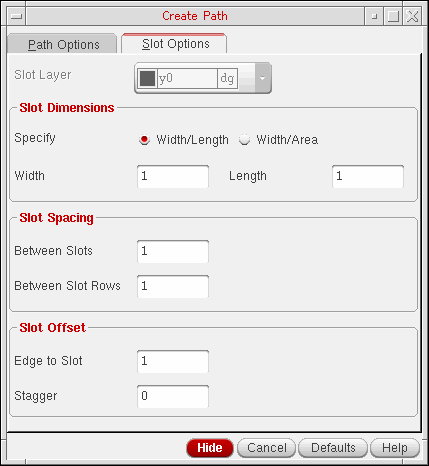 Create Path
Path Options Slot Options
Slot Layer y0 dg
Slot Dimensions
Specify Width/Length Width/Area
Width 1 Length 1
Slot Spacing
Between Slots 1
Between Slot Rows 1
Slot Offset
Edge to Slot 1
Stagger 0
Hide Cancel Defaults Help